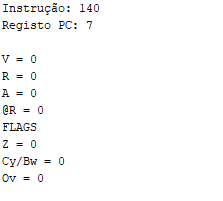 Instrução: 140
Registo PC: 7
V = 0
R = 0
A = 0
@R = 0
FLAGS
Z = 0
Cy/Bw = 0
Ov = 0